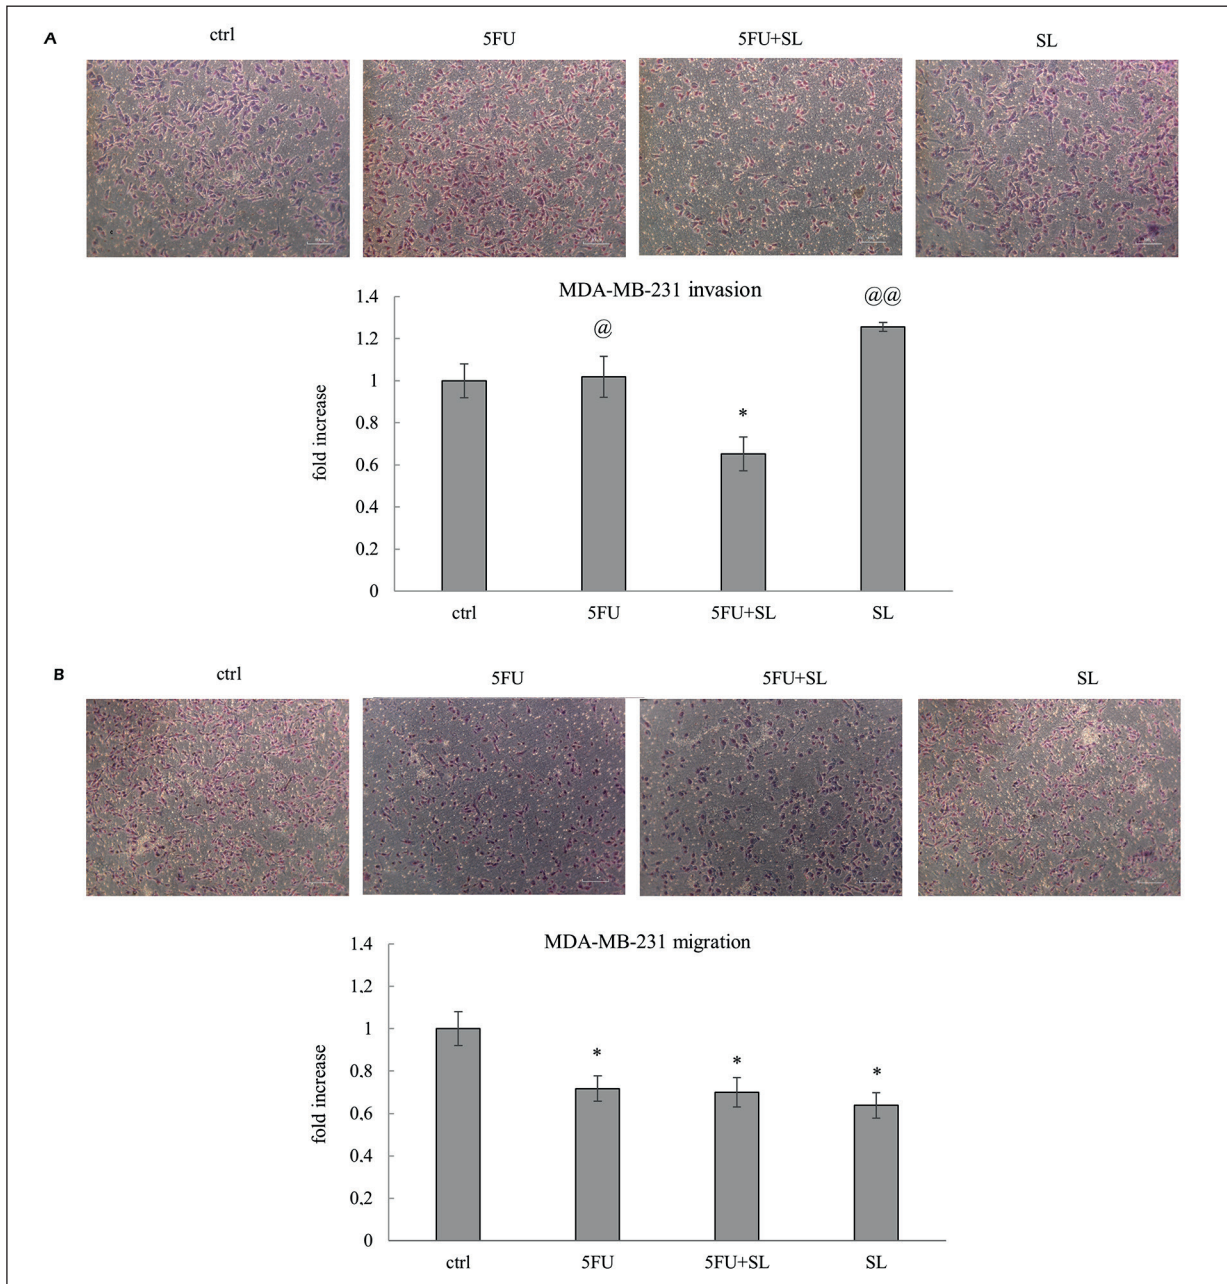 A
ctrl 5FU 5FU+SL SL
MDA-MB-231 invasion
fold increase
1.4
1.2
1
0.8
0.6
0.4
0.2
0
@
*
@@
ctrl 5FU 5FU+SL SL
B
ctrl 5FU 5FU+SL SL
MDA-MB-231 migration
fold increase
1.4
1.2
1
0.8
0.6
0.4
0.2
0
*
*
*
ctrl 5FU 5FU+SL SL